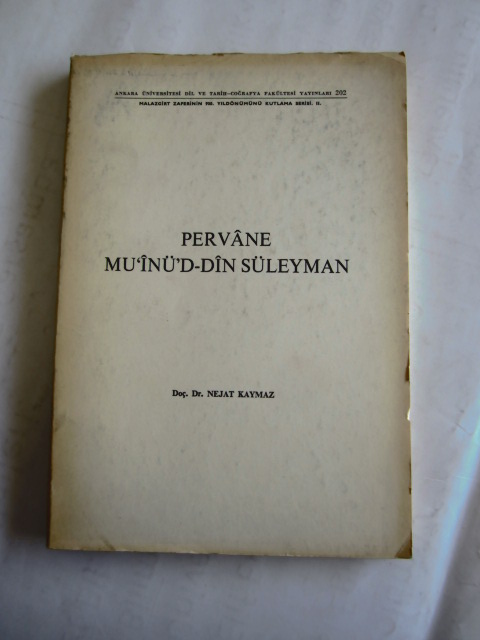 ANKARA ÜNİVERSİTESİ DİL VE TARİH-COĞRAFYA FAKÜLTESİ YAYINLARI 202
MALAZGİRT ZAFERİNİN 900. YILDÖNÜMÜNÜ KUTLAMA SERİSİ. II.
PERVÂNE
MU'ÎNÜ'D-DÎN SÜLEYMAN
Doç. Dr. NEJAT KAYMAZ